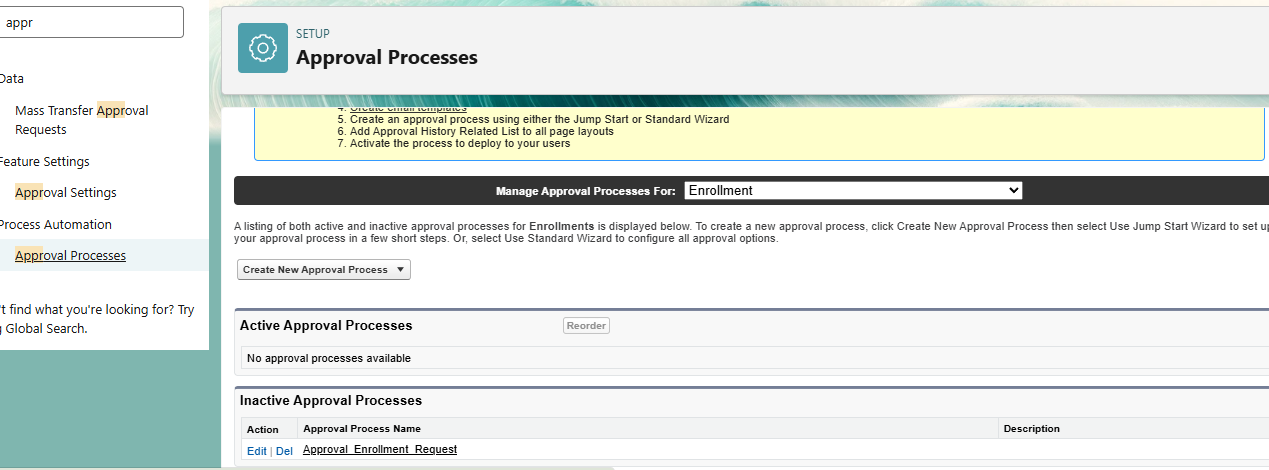 appr
Data
Mass Transfer Approval
Requests
Feature Settings
Approval Settings
Process Automation
Approval Processes
't find what you're looking for? Try
Global Search.
SETUP
Approval Processes
4. Create email templates
5. Create an approval process using either the Jump Start or Standard Wizard
6. Add Approval History Related List to all page layouts
7. Activate the process to deploy to your users
Manage Approval Processes For: Enrollment
A listing of both active and inactive approval processes for Enrollments is displayed below. To create a new approval process, click Create New Approval Process then select Use Jump Start Wizard to set up
your approval process in a few short steps. Or, select Use Standard Wizard to configure all approval options.
Create New Approval Process
Active Approval Processes Reorder
No approval processes available
Inactive Approval Processes
Action Approval Process Name Description
Edit | Del Approval_Enrollment_Request